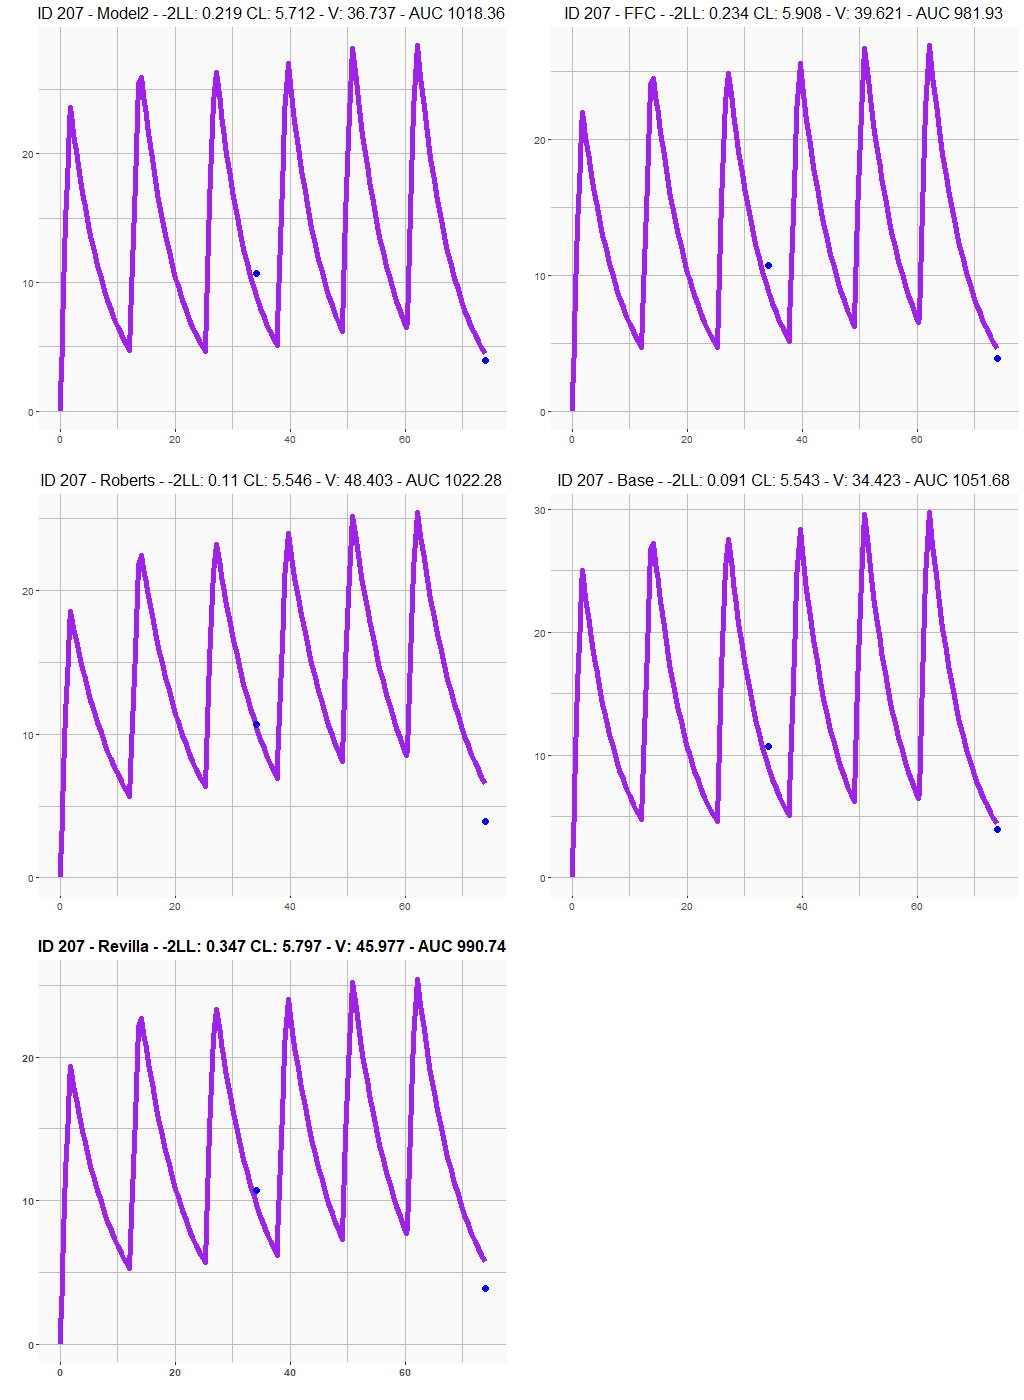 ID 207 - Model2 - -2LL: 0.219 CL: 5.712 - V: 36.737 - AUC 1018.36
20
10
0
0 20 40 60
ID 207 - FFC - -2LL: 0.234 CL: 5.908 - V: 39.621 - AUC 981.93
20
10
0
0 20 40 60
ID 207 - Roberts - -2LL: 0.11 CL: 5.546 - V: 48.403 - AUC 1022.28
20
10
0
0 20 40 60
ID 207 - Base - -2LL: 0.091 CL: 5.543 - V: 34.423 - AUC 1051.68
30
20
10
0
0 20 40 60
ID 207 - Revilla - -2LL: 0.347 CL: 5.797 - V: 45.977 - AUC 990.74
20
10
0
0 20 40 60